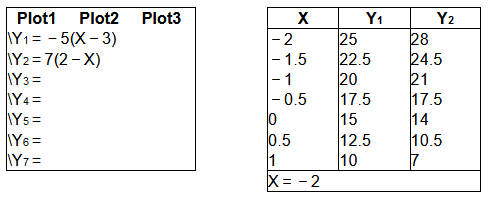 Plot1 Plot2 Plot3
\Y1 = − 5(X − 3)
\Y2 = 7(2 − X)
\Y3 =
\Y4 =
\Y5 =
\Y6 =
\Y7 =
X Y1 Y2
− 2 25 28
− 1.5 22.5 24.5
− 1 20 21
− 0.5 17.5 17.5
0 15 14
0.5 12.5 10.5
1 10 7
X = − 2